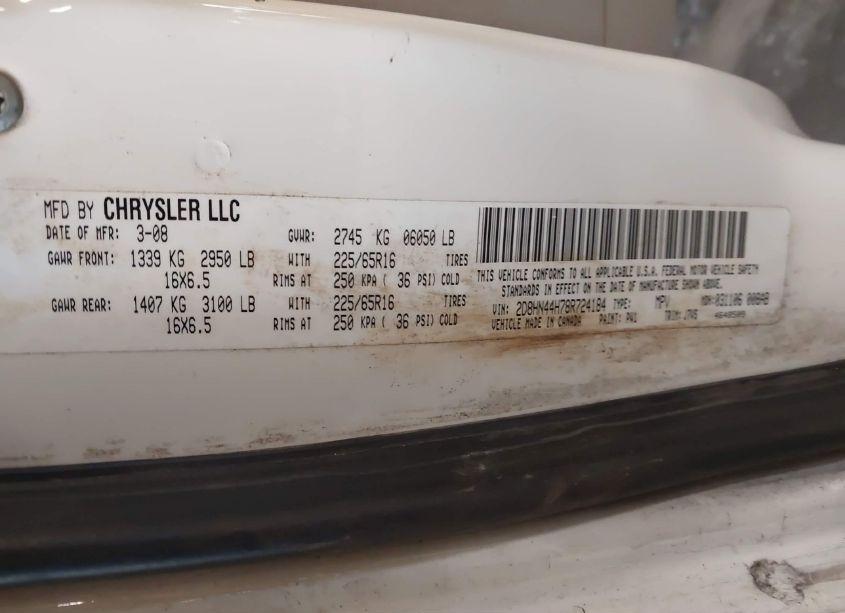 MFD BY CHRYSLER LLC
DATE OF MFR: 3-08 GVWR: 2745 KG 06050 LB
GAWR FRONT: 1339 KG 2950 LB WITH 225/65R16 TIRES
16X6.5 RIMS AT 250 KPA ( 36 PSI) COLD
GAWR REAR: 1407 KG 3100 LB WITH 225/65R16 TIRES
16X6.5 RIMS AT 250 KPA ( 36 PSI) COLD
THIS VEHICLE CONFORMS TO ALL APPLICABLE U.S.A. FEDERAL MOTOR VEHICLE SAFETY
STANDARDS IN EFFECT ON THE DATE OF MANUFACTURE SHOWN ABOVE.
VIN: 2D8HN44H78R724184 TYPE: MPV MDH: 031106
VEHICLE MADE IN CANADA PAINT: PW1 TRIM: